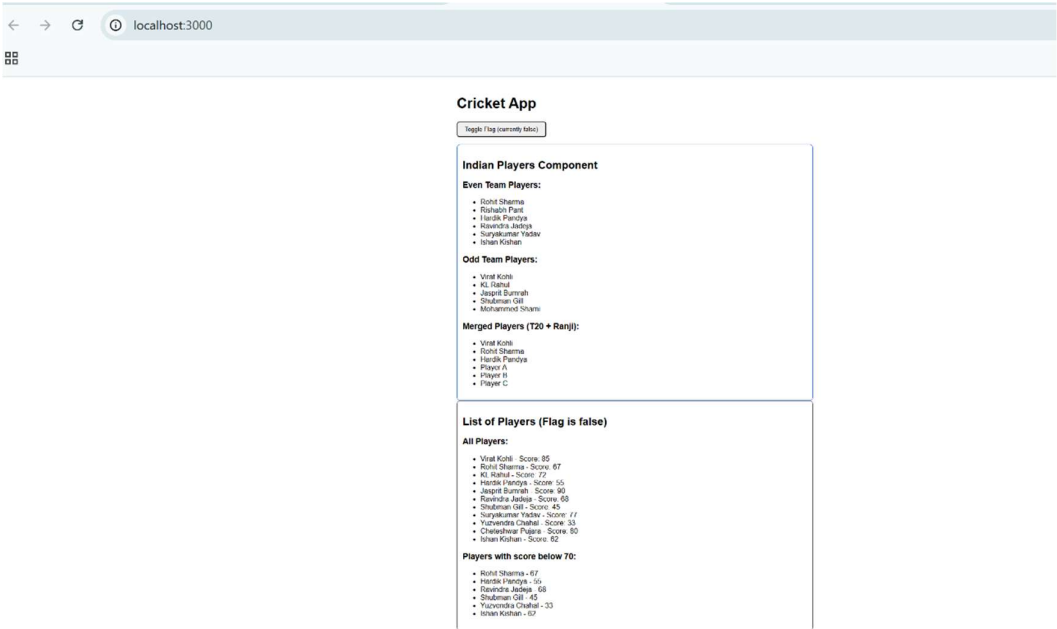 localhost:3000
Cricket App
Toggle Flag (currently false)
Indian Players Component
Even Team Players:
Rohit Sharma
Rishabh Pant
Hardik Pandya
Ravindra Jadeja
Suryakumar Yadav
Ishan Kishan
Odd Team Players:
Virat Kohli
KL Rahul
Jasprit Bumrah
Shubman Gill
Mohammed Shami
Merged Players (T20 + Ranji):
Virat Kohli
Rohit Sharma
Hardik Pandya
Player A
Player B
Player C
List of Players (Flag is false)
All Players:
Virat Kohli - Score: 85
Rohit Sharma - Score: 67
KL Rahul - Score: 72
Hardik Pandya - Score: 55
Jasprit Bumrah - Score: 90
Ravindra Jadeja - Score: 68
Shubman Gill - Score: 45
Suryakumar Yadav - Score: 77
Yuzvendra Chahal - Score: 33
Cheteshwar Pujara - Score: 80
Ishan Kishan - Score: 62
Players with score below 70:
Rohit Sharma - 67
Hardik Pandya - 55
Ravindra Jadeja - 68
Shubman Gill - 45
Yuzvendra Chahal - 33
Ishan Kishan - 62